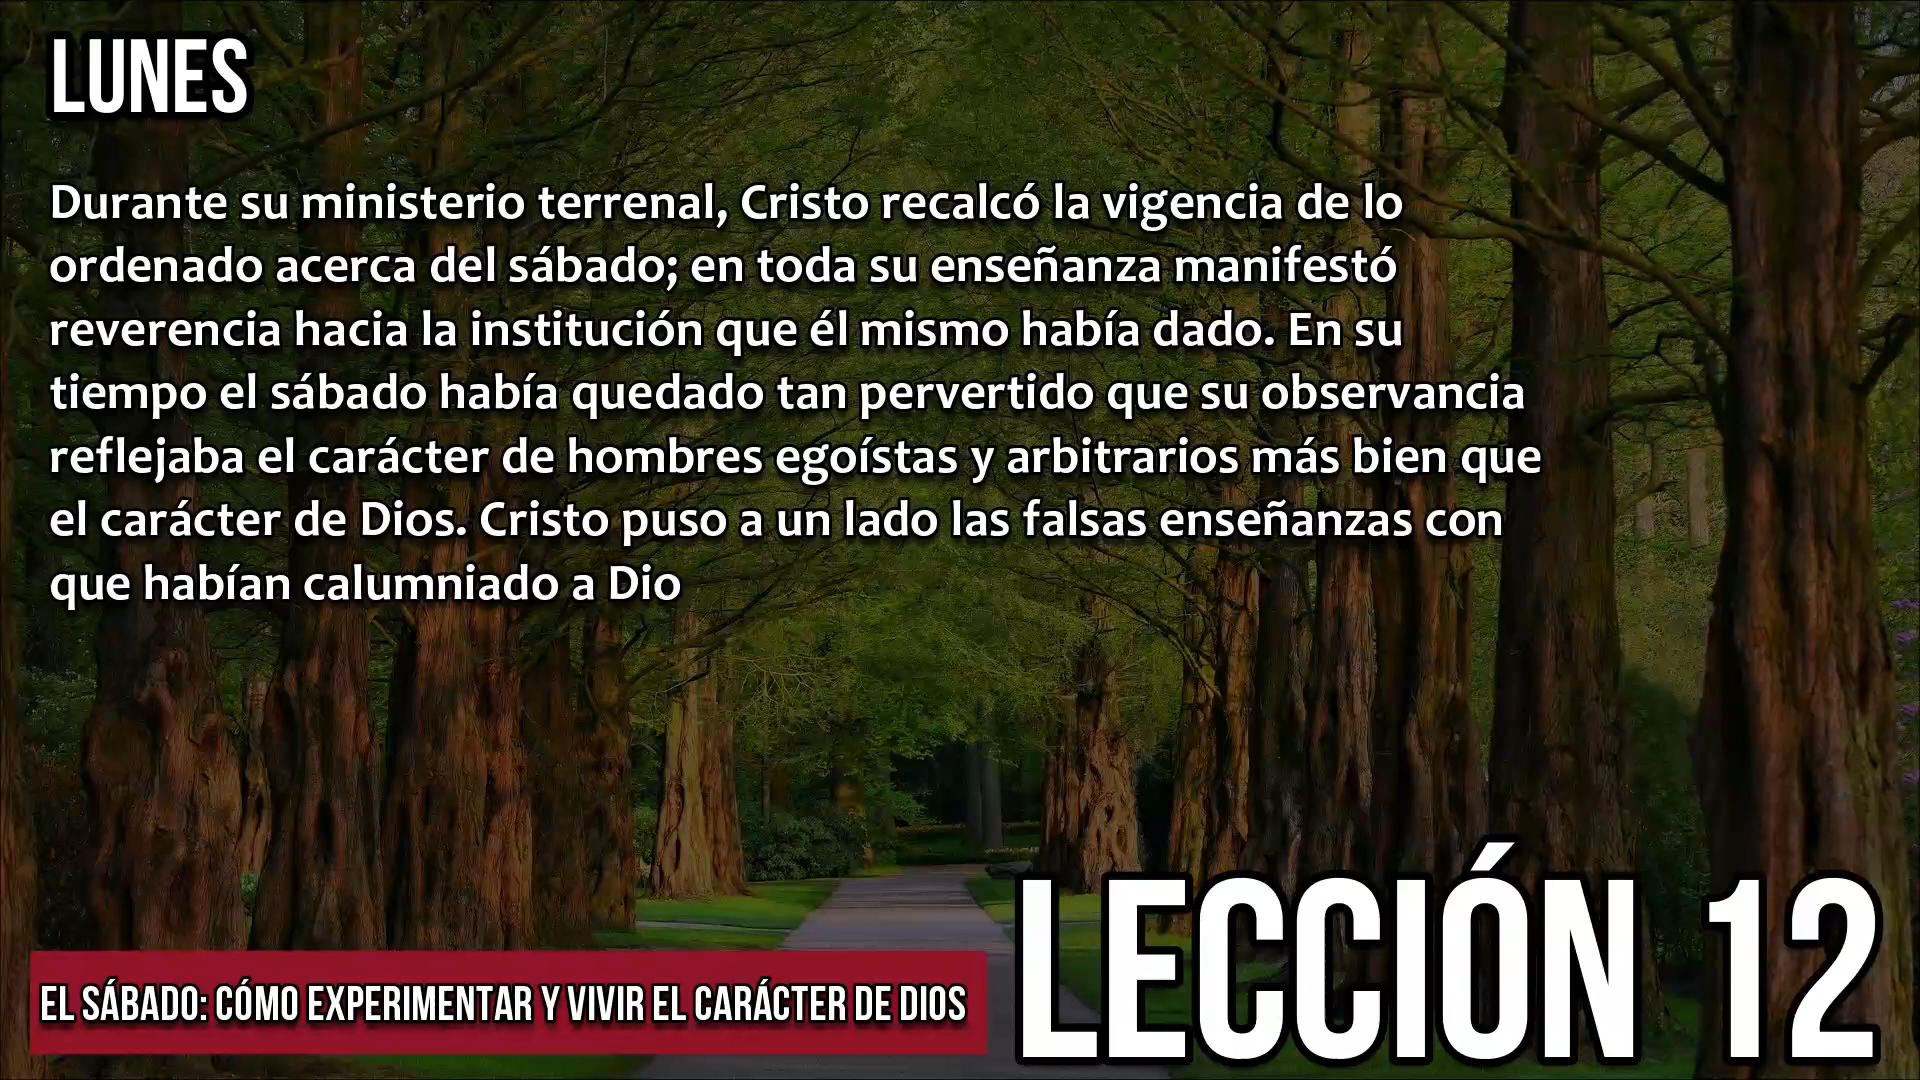 LUNES
Durante su ministerio terrenal, Cristo recalcó la vigencia de lo
ordenado acerca del sábado; en toda su enseñanza manifestó
reverencia hacia la institución que él mismo había dado. En su
tiempo el sábado había quedado tan pervertido que su observancia
reflejaba el carácter de hombres egoístas y arbitrarios más bien que
el carácter de Dios. Cristo puso a un lado las falsas enseñanzas con
que habían calumniado a Dio
EL SÁBADO: CÓMO EXPERIMENTAR Y VIVIR EL CARÁCTER DE DIOS
LECCIÓN 12